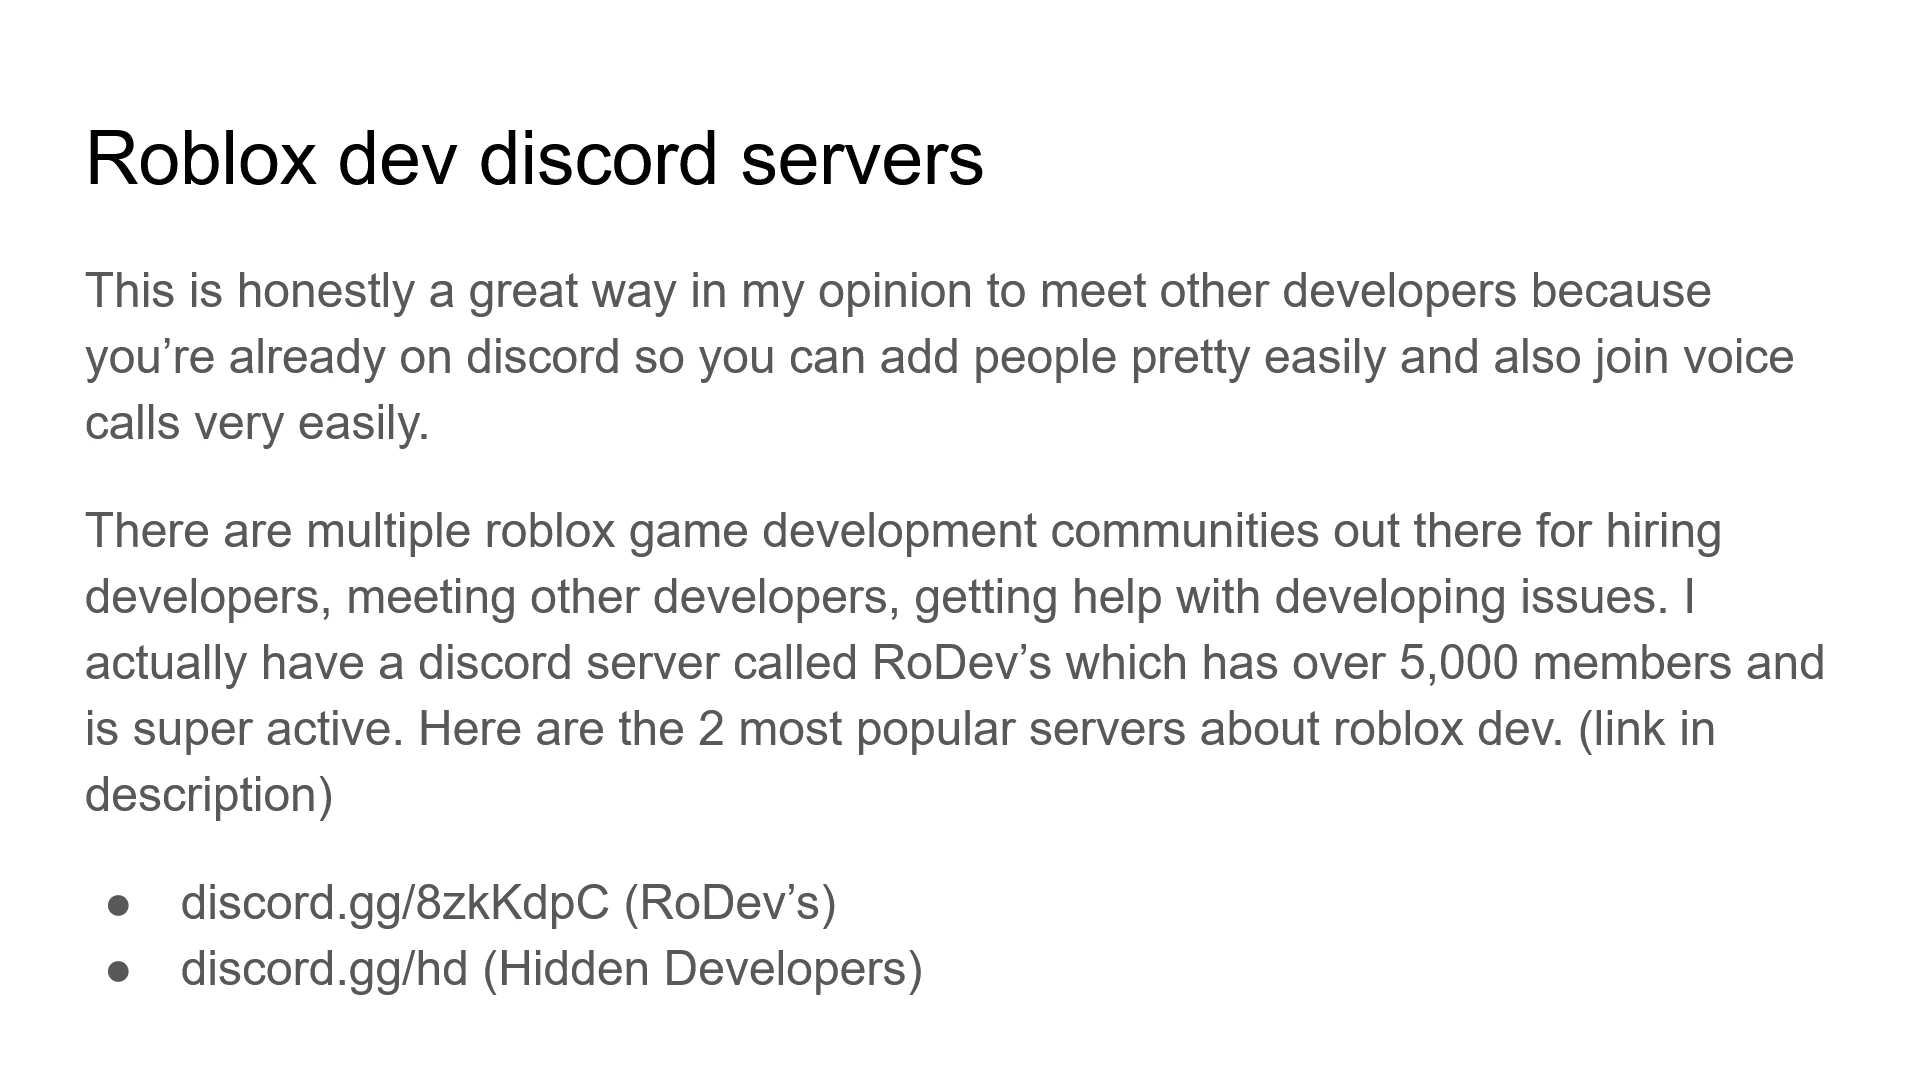 Roblox dev discord servers
This is honestly a great way in my opinion to meet other developers because
you’re already on discord so you can add people pretty easily and also join voice
calls very easily.
There are multiple roblox game development communities out there for hiring
developers, meeting other developers, getting help with developing issues. I
actually have a discord server called RoDev’s which has over 5,000 members and
is super active. Here are the 2 most popular servers about roblox dev. (link in
description)
● discord.gg/8zkKdpC (RoDev’s)
● discord.gg/hd (Hidden Developers)